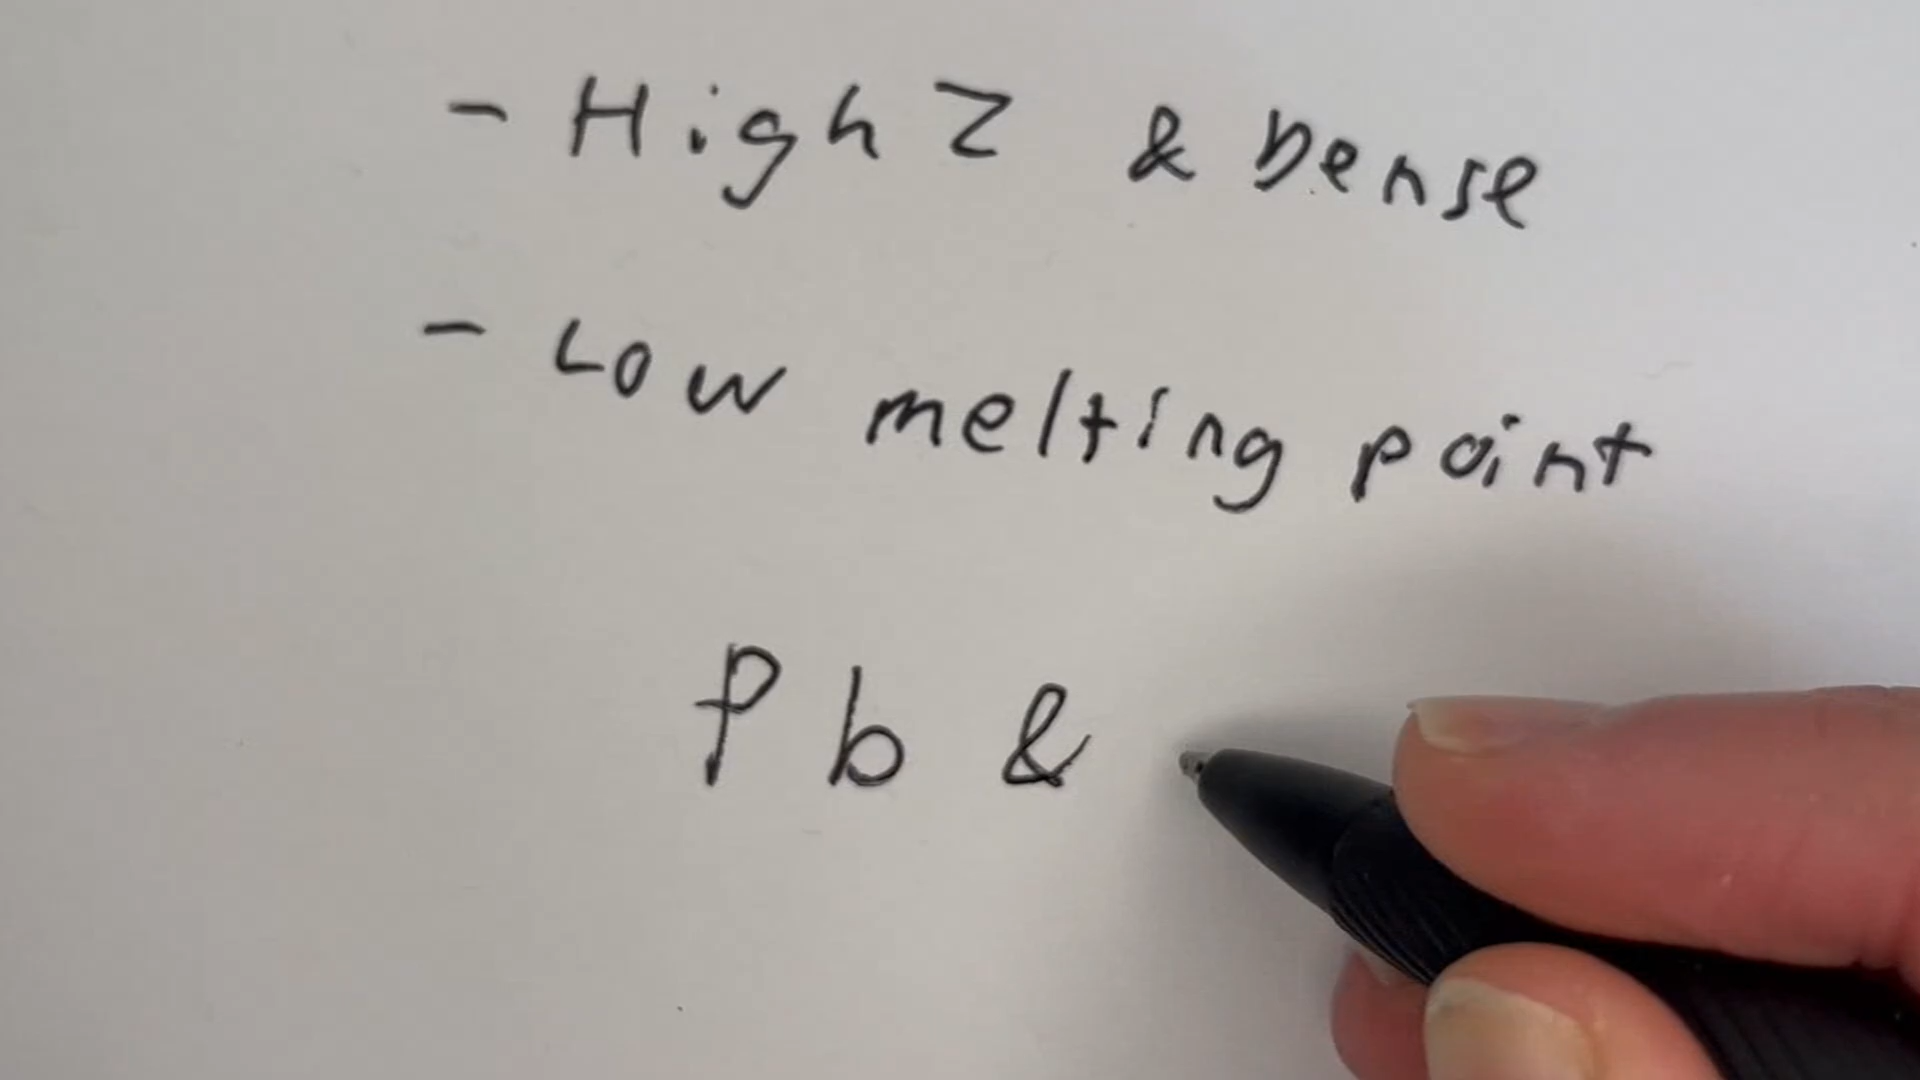 - High Z & Dense
- Low melting point
Pb &